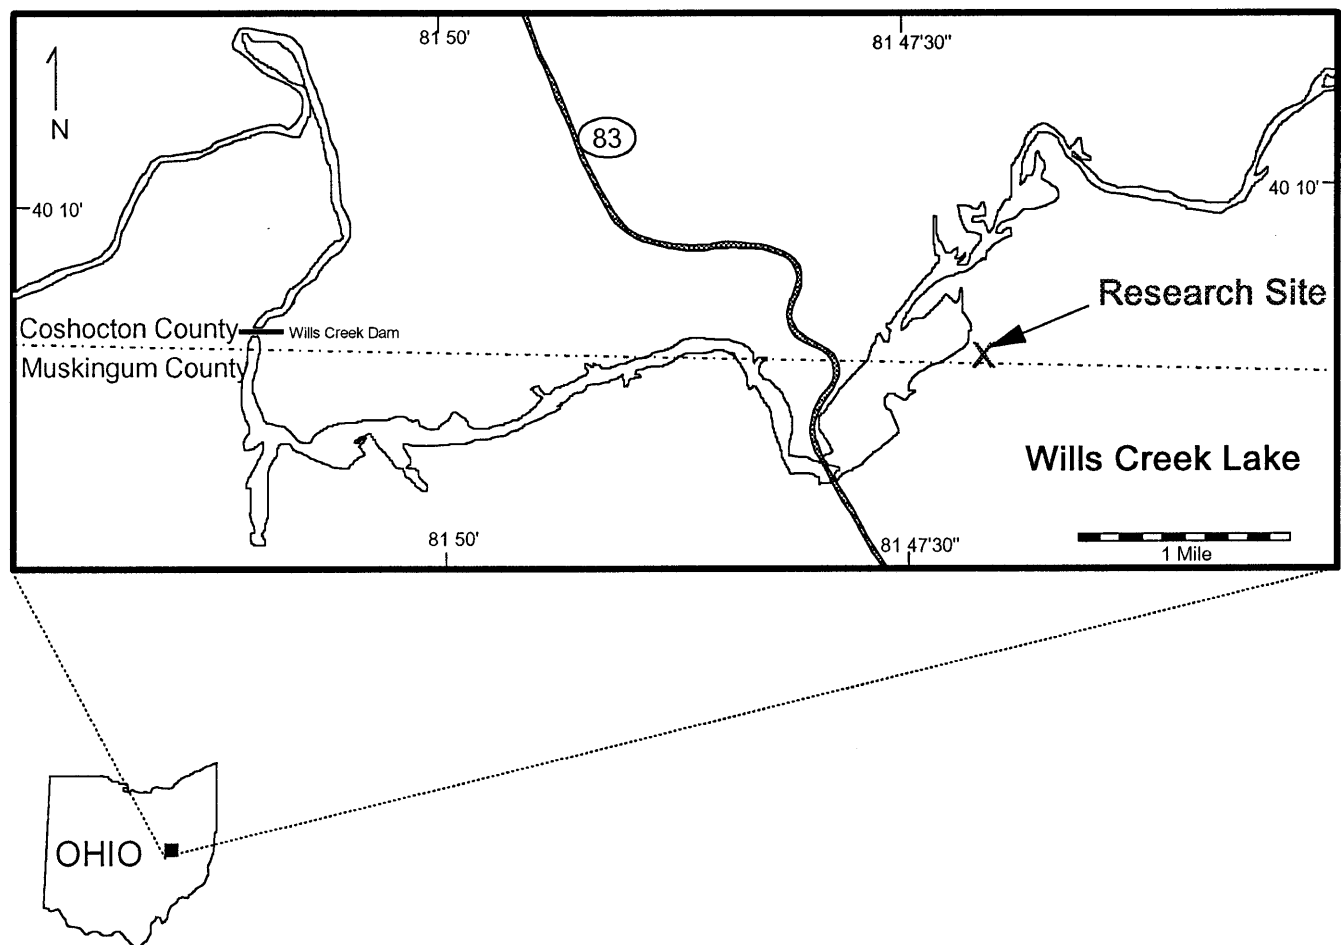 81 50'
81 47'30"
N
83
40 10'
40 10'
Research Site
Coshocton County
Wills Creek Dam
Muskingum County
Wills Creek Lake
81 50'
81 47'30"
1 Mile
OHIO